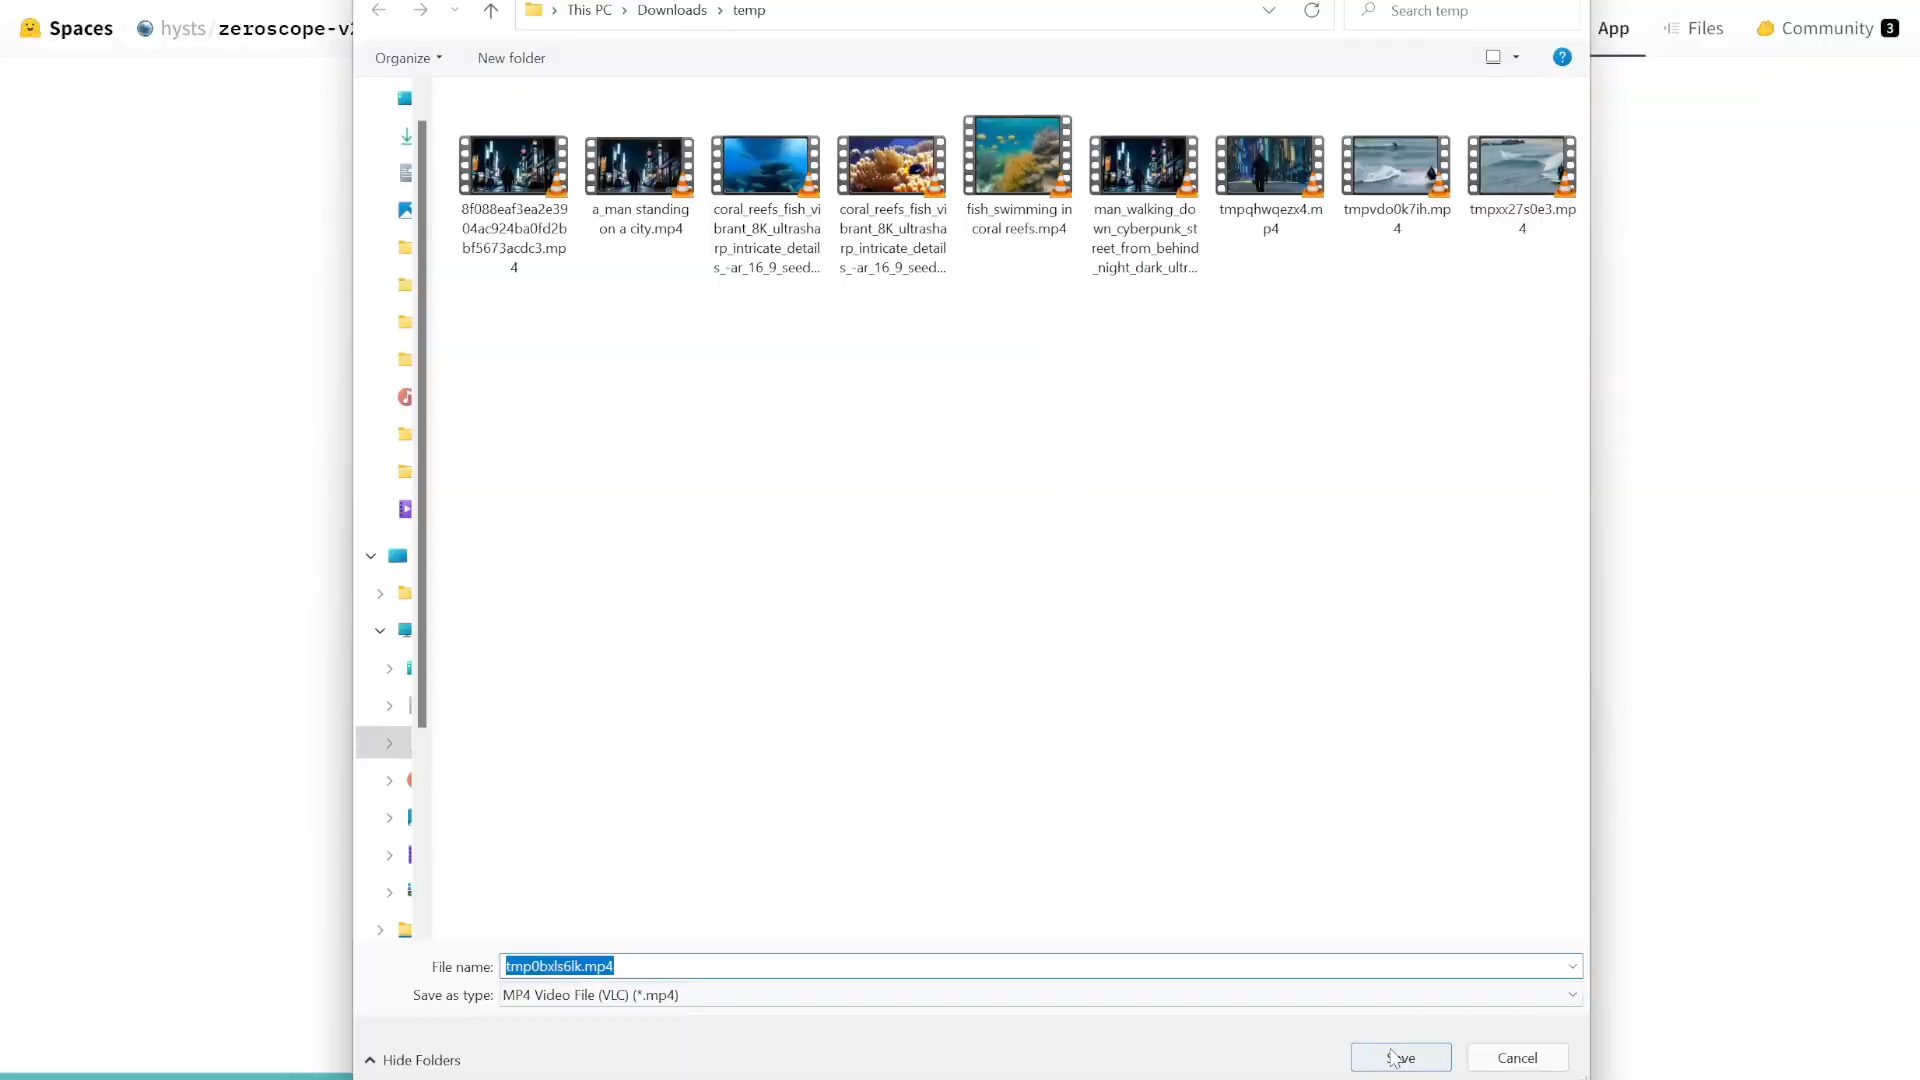 Spaces hysts/zeroscope-v App Files Community 3
This PC Downloads temp Search temp
Organize New folder
8f088eaf3ea2e39
04ac924ba0fd2b
bf5673acdc3.mp
4
a_man standing
on a city.mp4
coral_reefs_fish_vi
brant_8K_ultrasha
rp_intricate_detail
s_-ar_16_9_seed...
coral_reefs_fish_vi
brant_8K_ultrasha
rp_intricate_detail
s_-ar_16_9_seed...
fish_swimming in
coral reefs.mp4
man_walking_do
wn_cyberpunk_st
reet_from_behind
_night_dark_ultr...
tmpqhwqezx4.m
p4
tmpvdo0k7ih.mp
4
tmpxx27s0e3.mp
4
File name: tmp0bxls6lk.mp4
Save as type: MP4 Video File (VLC) (*.mp4)
Hide Folders Save Cancel